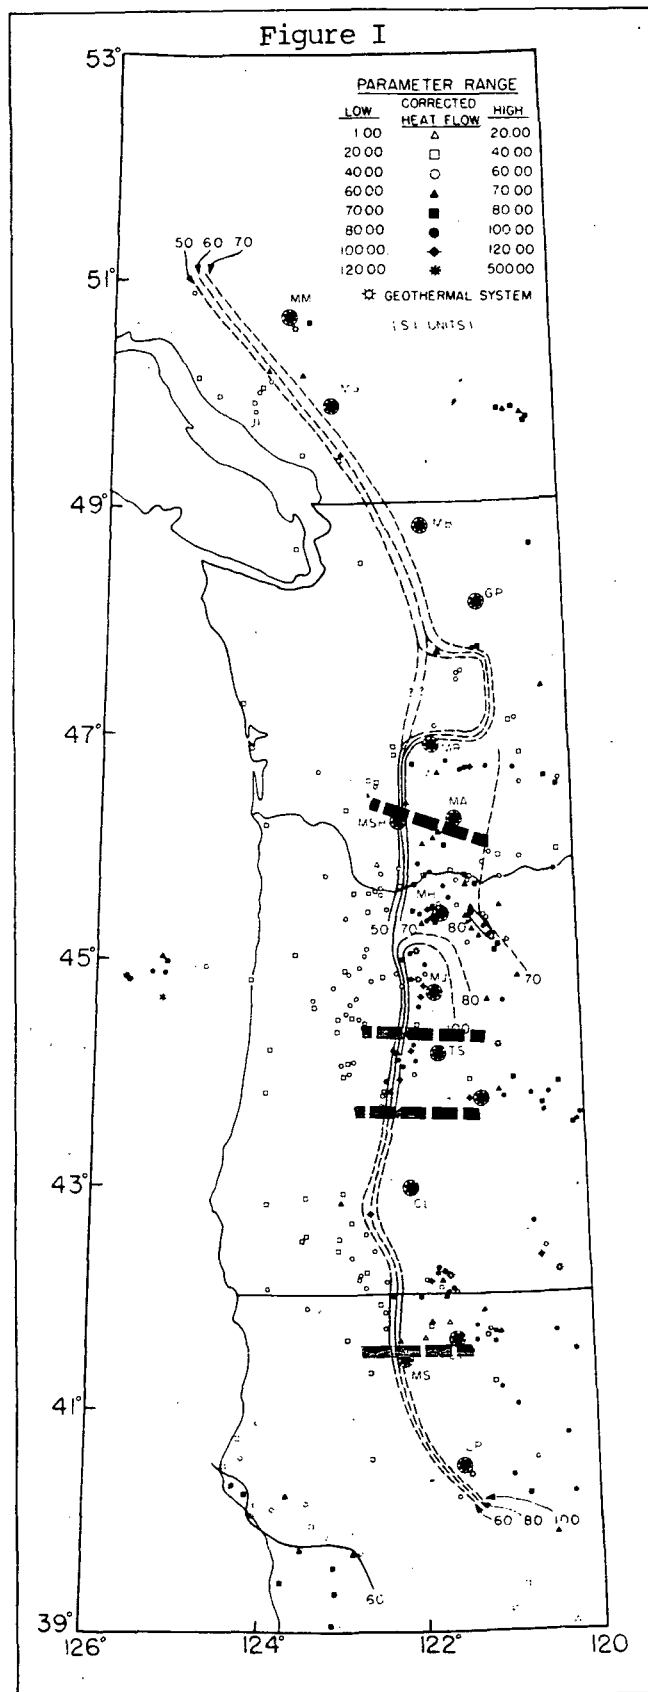 Figure I
53°
PARAMETER RANGE
LOW CORRECTED HEAT FLOW HIGH
1.00 20.00
20.00 40.00
40.00 60.00
60.00 70.00
70.00 80.00
80.00 100.00
100.00 120.00
120.00 500.00
GEOTHERMAL SYSTEM
(S.I. UNITS)
50 60 70
51°
MM
49°
MB
GP
47°
MR
MA
MSH
MH
50 70 80
45°
MJ
80
70
100
TS
43°
CL
MS
41°
LP
60 80 100
60
39°
126° 124° 122° 120